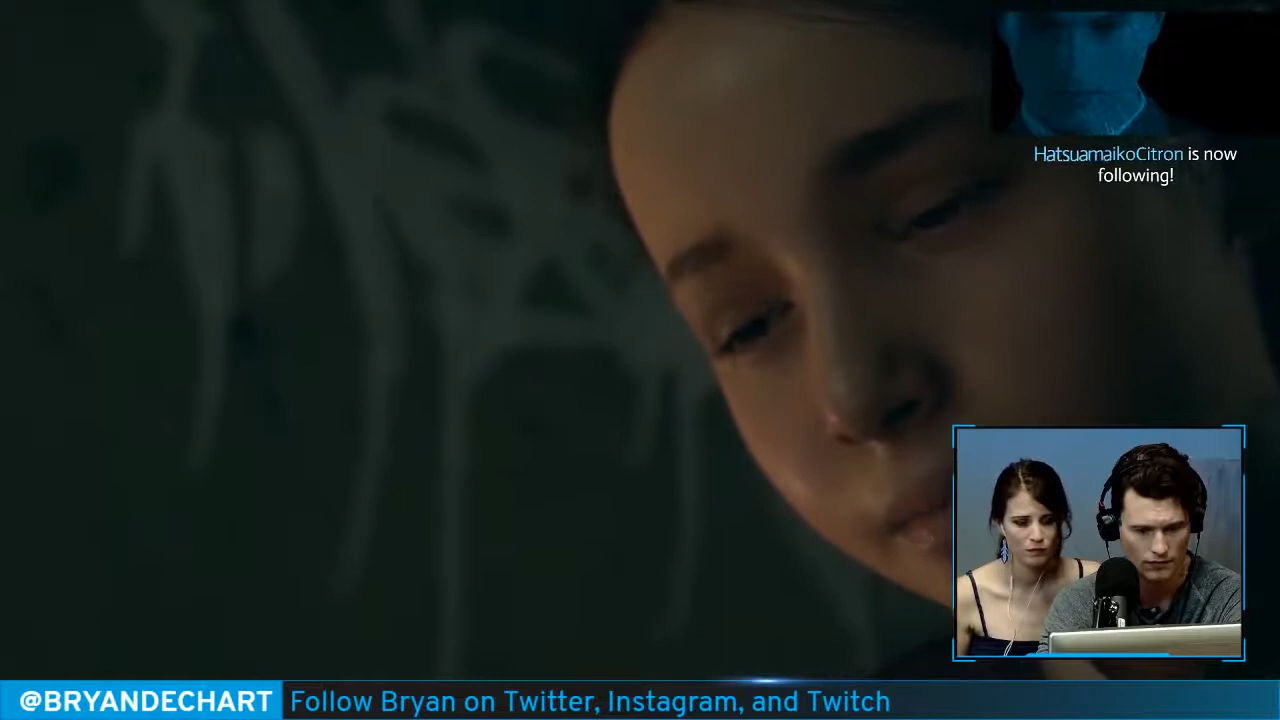 HatsuamaikoCitron is now
following!
@BRYANDECHART Follow Bryan on Twitter, Instagram, and Twitch